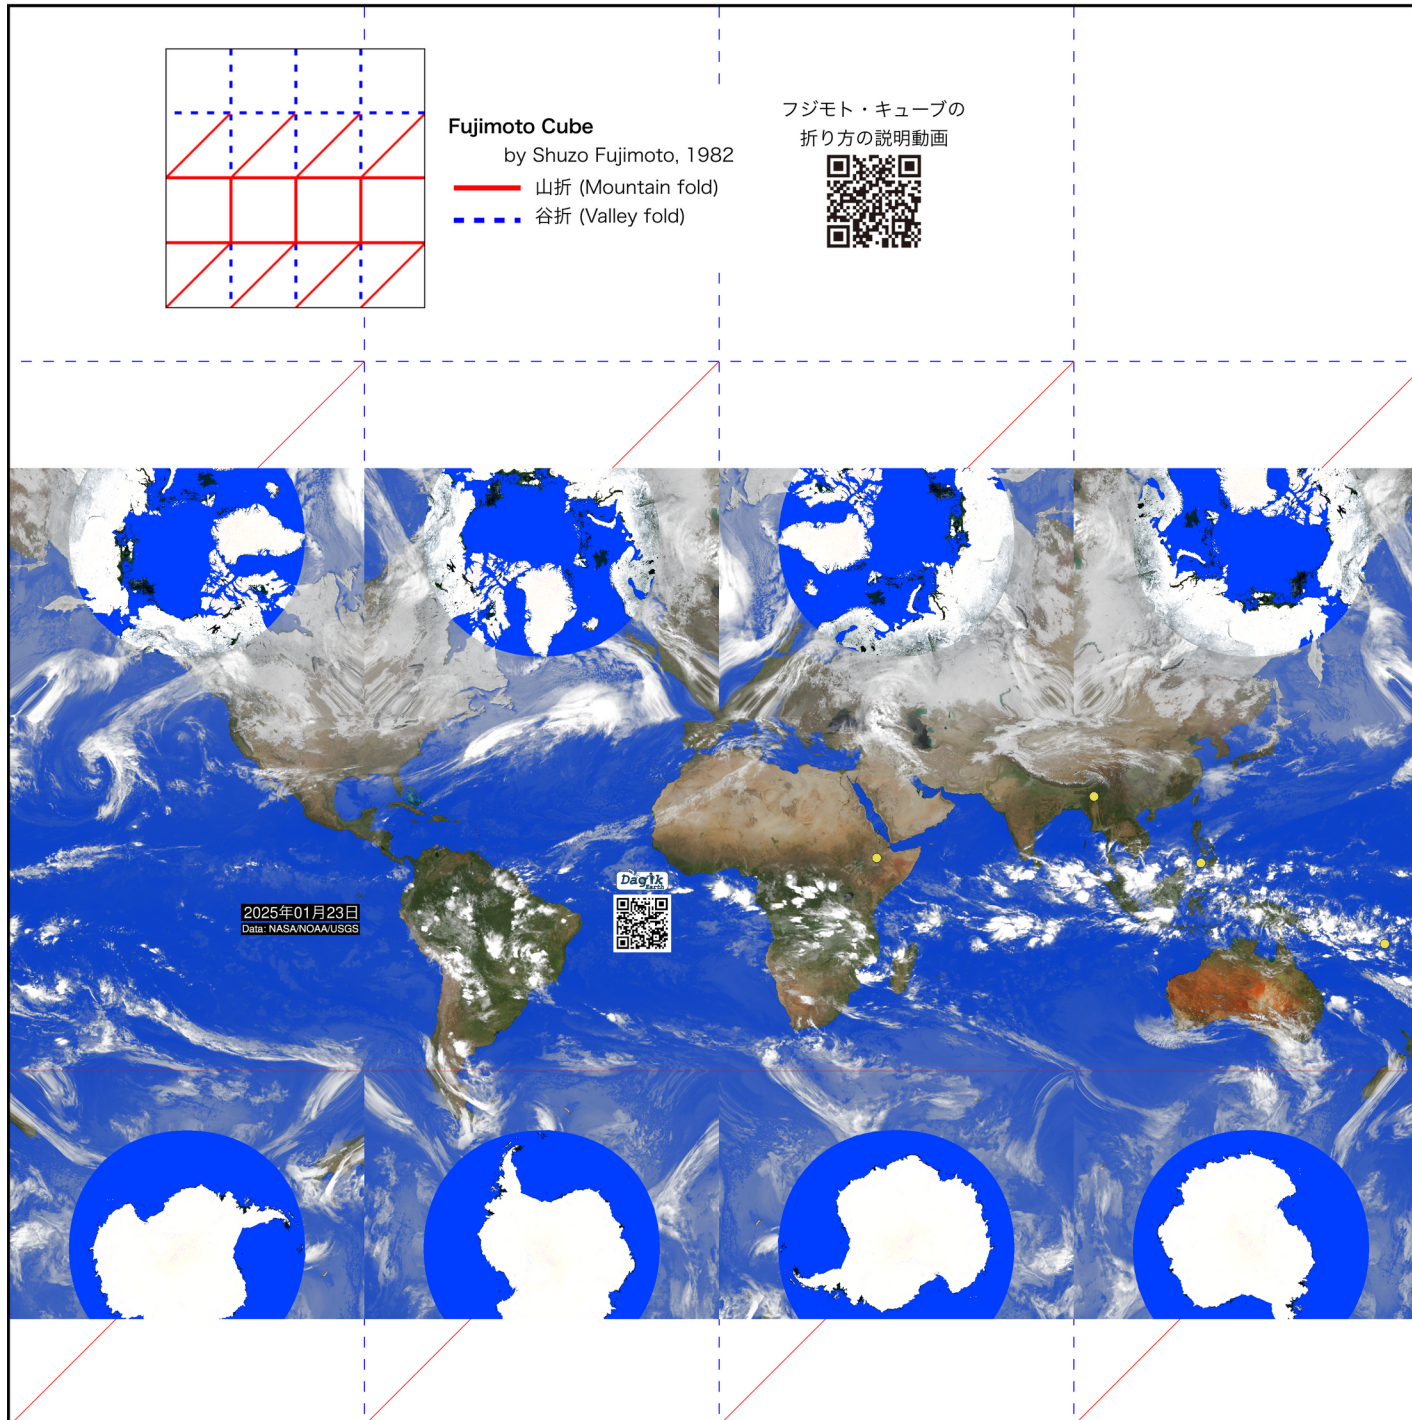 Fujimoto Cube
by Shuzo Fujimoto, 1982
山折 (Mountain fold)
谷折 (Valley fold)
フジモト・キューブの
折り方の説明動画
Dagik
Earth
2025年01月23日
Data: NASA/NOAA/USGS